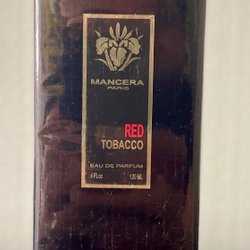 MANCERA
PARIS
RED
TOBACCO
EAU DE PARFUM
4 Fl.oz 120 ML